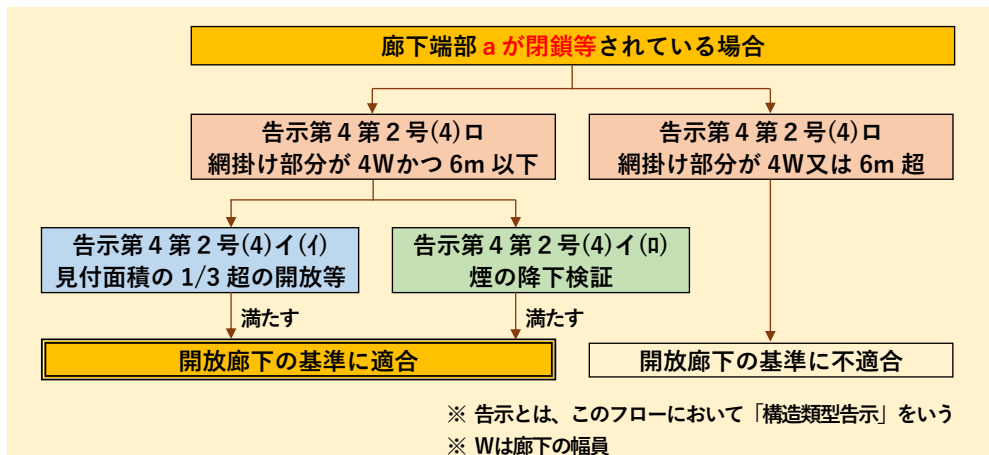 廊下端部 a が閉鎖等されている場合
告示第４第２号(4)ロ
網掛け部分が 4Wかつ 6m 以下
告示第４第２号(4)ロ
網掛け部分が 4W又は 6m 超
告示第４第２号(4)イ(ｲ)
見付面積の 1/3 超の開放等
告示第４第２号(4)イ(ﾛ)
煙の降下検証
満たす
満たす
開放廊下の基準に適合
開放廊下の基準に不適合
※ 告示とは、このフローにおいて「構造類型告示」をいう
※ Wは廊下の幅員